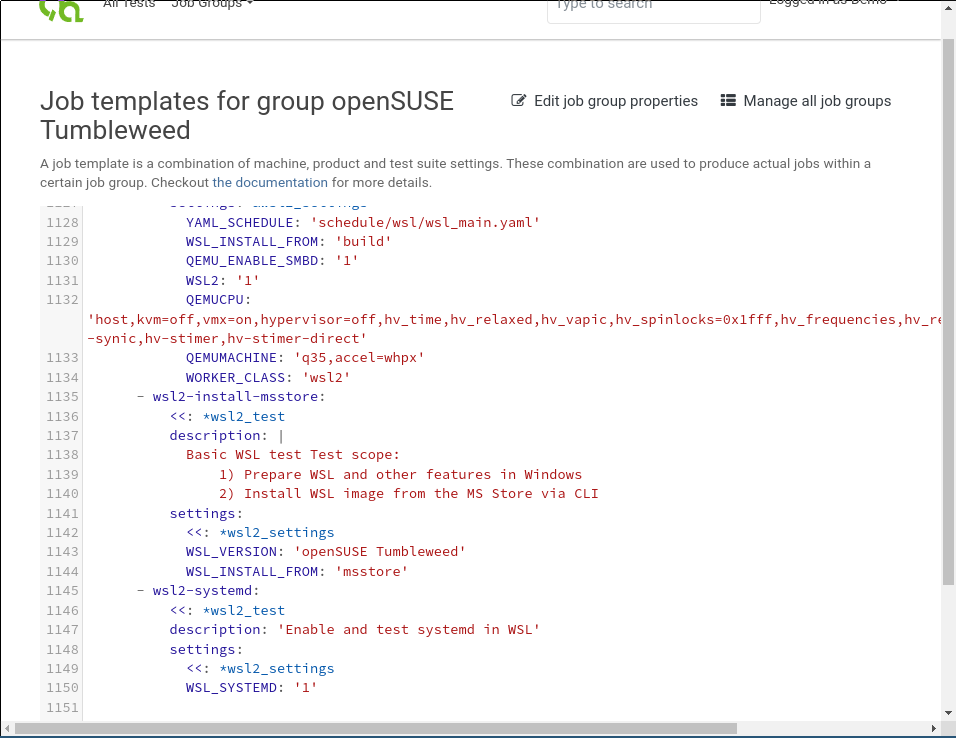 All Tests Job Groups
Type to search
Logged in as Demo
Job templates for group openSUSE
Tumbleweed
Edit job group properties
Manage all job groups
A job template is a combination of machine, product and test suite settings. These combination are used to produce actual jobs within a
certain job group. Checkout the documentation for more details.
1127 settings: &wsl2_settings
1128 YAML_SCHEDULE: 'schedule/wsl/wsl_main.yaml'
1129 WSL_INSTALL_FROM: 'build'
1130 QEMU_ENABLE_SMBD: '1'
1131 WSL2: '1'
1132 QEMUCPU:
'host,kvm=off,vmx=on,hypervisor=off,hv_time,hv_relaxed,hv_vapic,hv_spinlocks=0x1fff,hv_frequencies,hv_re
-synic,hv-stimer,hv-stimer-direct'
1133 QEMUMACHINE: 'q35,accel=whpx'
1134 WORKER_CLASS: 'wsl2'
1135 - wsl2-install-msstore:
1136 <<: *wsl2_test
1137 description: |
1138 Basic WSL test Test scope:
1139 1) Prepare WSL and other features in Windows
1140 2) Install WSL image from the MS Store via CLI
1141 settings:
1142 <<: *wsl2_settings
1143 WSL_VERSION: 'openSUSE Tumbleweed'
1144 WSL_INSTALL_FROM: 'msstore'
1145 - wsl2-systemd:
1146 <<: *wsl2_test
1147 description: 'Enable and test systemd in WSL'
1148 settings:
1149 <<: *wsl2_settings
1150 WSL_SYSTEMD: '1'
1151